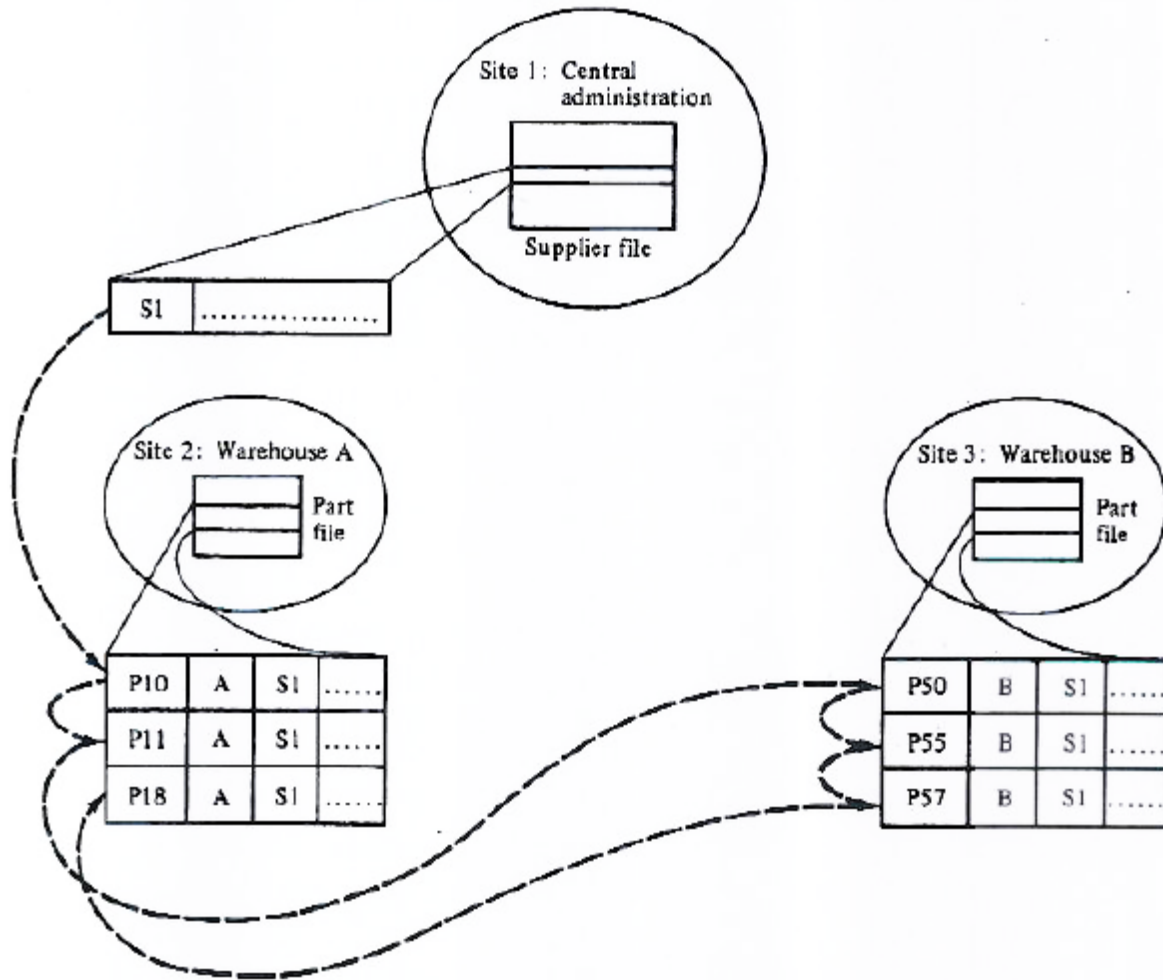 Site 1: Central
administration
Supplier file
S1 ..................
Site 2: Warehouse A
Part
file
Site 3: Warehouse B
Part
file
P10 A S1 ......
P11 A S1 ......
P18 A S1 ......
P50 B S1 ......
P55 B S1 ......
P57 B S1 ......